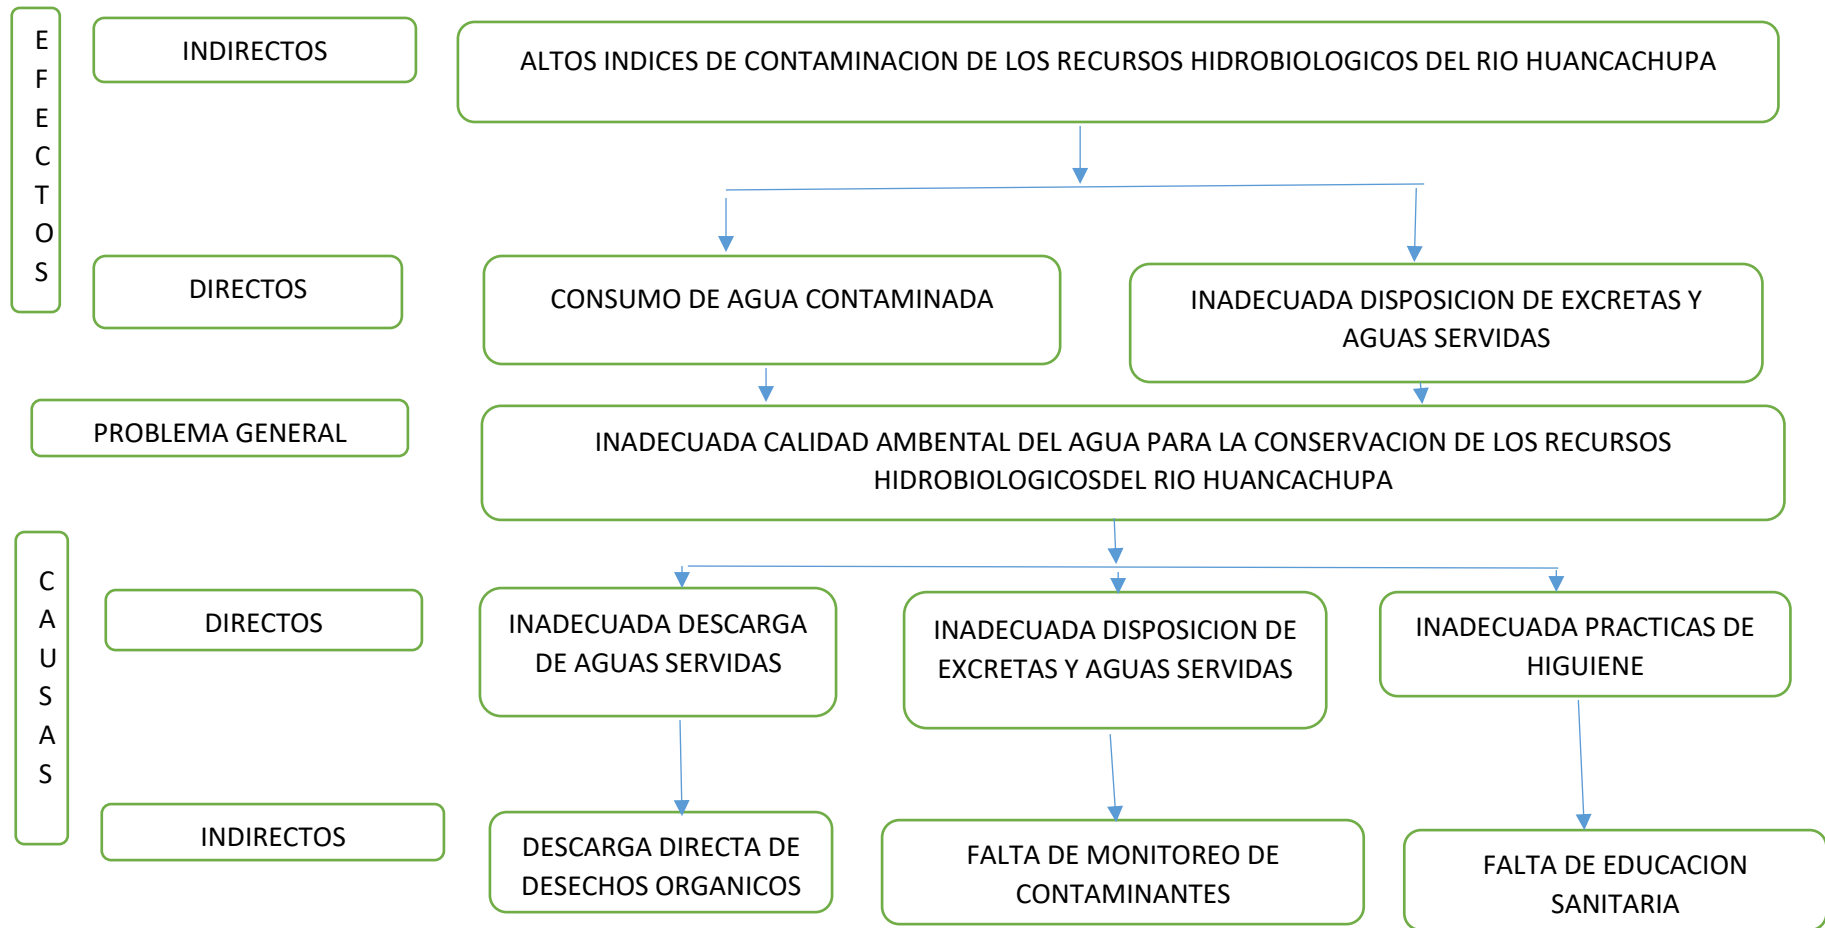 E
F
E
C
T
O
S
INDIRECTOS
ALTOS INDICES DE CONTAMINACION DE LOS RECURSOS HIDROBIOLOGICOS DEL RIO HUANCACHUPA
DIRECTOS
CONSUMO DE AGUA CONTAMINADA
INADECUADA DISPOSICION DE EXCRETAS Y
AGUAS SERVIDAS
PROBLEMA GENERAL
INADECUADA CALIDAD AMBENTAL DEL AGUA PARA LA CONSERVACION DE LOS RECURSOS
HIDROBIOLOGICOSDEL RIO HUANCACHUPA
C
A
U
S
A
S
DIRECTOS
INADECUADA DESCARGA
DE AGUAS SERVIDAS
INADECUADA DISPOSICION DE
EXCRETAS Y AGUAS SERVIDAS
INADECUADA PRACTICAS DE
HIGUIENE
INDIRECTOS
DESCARGA DIRECTA DE
DESECHOS ORGANICOS
FALTA DE MONITOREO DE
CONTAMINANTES
FALTA DE EDUCACION
SANITARIA